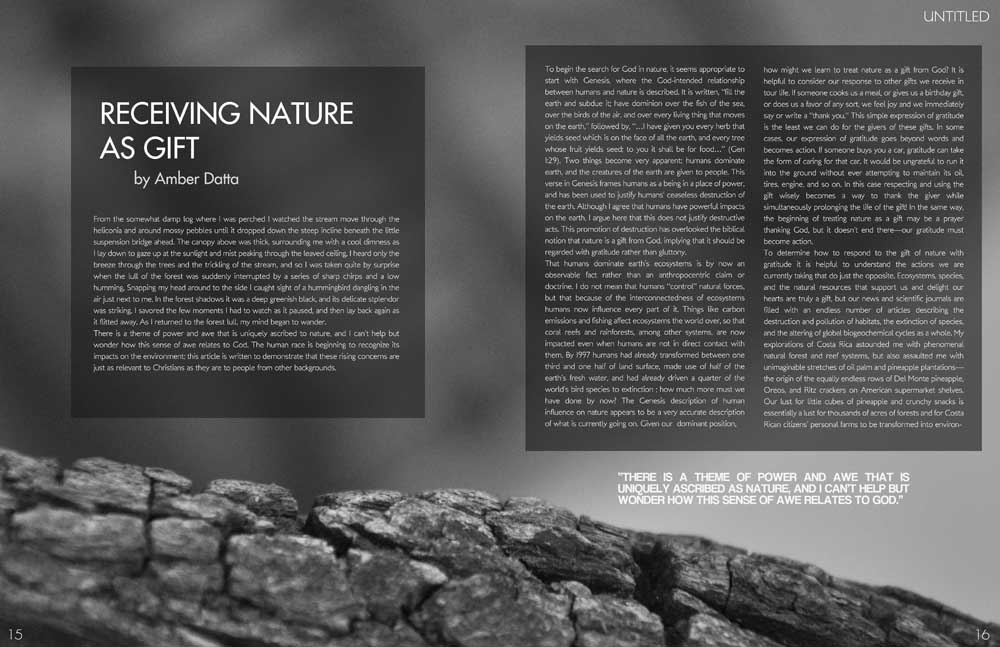 UNTITLED
RECEIVING NATURE
AS GIFT
by Amber Datta
From the somewhat damp log where I was perched I watched the stream move through the
heliconia and around mossy pebbles until it dropped down the steep incline beneath the little
suspension bridge ahead. The canopy above was thick, surrounding me with a cool dimness as
I lay down to gaze up at the sunlight and mist peaking through the leaved ceiling. I heard only the
breeze through the trees and the trickling of the stream, and so I was taken quite by surprise
when the lull of the forest was suddenly interrupted by a series of sharp chirps and a low
humming. Snapping my head around to the side I caught sight of a hummingbird dangling in the
air just next to me. In the forest shadows it was a deep greenish black, and its delicate stplendor
was striking. I savored the few moments I had to watch as it paused, and then lay back again as
it flitted away. As I returned to the forest lull, my mind began to wander.
There is a theme of power and awe that is uniquely ascribed to nature, and I can't help but
wonder how this sense of awe relates to God. The human race is beginning to recognize its
impacts on the environment; this article is written to demonstrate that these rising concerns are
just as relevant to Christians as they are to people from other backgrounds.
To begin the search for God in nature, it seems appropriate to
start with Genesis, where the God-intended relationship
between humans and nature is described. It is written, "fill the
earth and subdue it; have dominion over the fish of the sea,
over the birds of the air, and over every living thing that moves
on the earth," followed by, "...I have given you every herb that
yields seed which is on the face of all the earth, and every tree
whose fruit yields seed; to you it shall be for food..." (Gen
1:29). Two things become very apparent; humans dominate
earth, and the creatures of the earth are given to people. This
verse in Genesis frames humans as a being in a place of power,
and has been used to justify humans' ceaseless destruction of
the earth. Although I agree that humans have powerful impacts
on the earth, I argue here that this does not justify destructive
acts. This promotion of destruction has overlooked the biblical
notion that nature is a gift from God, implying that it should be
regarded with gratitude rather than gluttony.
That humans dominate earth's ecosystems is by now an
observable fact rather than an anthropocentric claim or
doctrine. I do not mean that humans "control" natural forces,
but that because of the interconnectedness of ecosystems
humans now influence every part of it. Things like carbon
emissions and fishing affect ecosystems the world over, so that
coral reefs and rainforests, among other systems, are now
impacted even when humans are not in direct contact with
them. By 1997 humans had already transformed between one
third and one half of land surface, made use of half of the
earth's fresh water, and had already driven a quarter of the
world's bird species to extinction ; how much more must we
have done by now? The Genesis description of human
influence on nature appears to be a very accurate description
of what is currently going on. Given our dominant position,
how might we learn to treat nature as a gift from God? It is
helpful to consider our response to other gifts we receive in
tour life. If someone cooks us a meal, or gives us a birthday gift,
or does us a favor of any sort, we feel joy and we immediately
say or write a "thank you." This simple expression of gratitude
is the least we can do for the givers of these gifts. In some
cases, our expression of gratitude goes beyond words and
becomes action. If someone buys you a car, gratitude can take
the form of caring for that car. It would be ungrateful to run it
into the ground without ever attempting to maintain its oil,
tires, engine, and so on. In this case respecting and using the
gift wisely becomes a way to thank the giver while
simultaneously prolonging the life of the gift! In the same way,
the beginning of treating nature as a gift may be a prayer
thanking God, but it doesn't end there—our gratitude must
become action.
To determine how to respond to the gift of nature with
gratitude it is helpful to understand the actions we are
currently taking that do just the opposite. Ecosystems, species,
and the natural resources that support us and delight our
hearts are truly a gift, but our news and scientific journals are
filled with an endless number of articles describing the
destruction and pollution of habitats, the extinction of species,
and the altering of global biogeochemical cycles as a whole. My
explorations of Costa Rica astounded me with phenomenal
natural forest and reef systems, but also assaulted me with
unimaginable stretches of oil palm and pineapple plantations—
the origin of the equally endless rows of Del Monte pineapple,
Oreos, and Ritz crackers on American supermarket shelves.
Our lust for little cubes of pineapple and crunchy snacks is
essentially a lust for thousands of acres of forests and for Costa
Rican citizens' personal farms to be transformed into environ-
"THERE IS A THEME OF POWER AND AWE THAT IS
UNIQUELY ASCRIBED AS NATURE, AND I CAN'T HELP BUT
WONDER HOW THIS SENSE OF AWE RELATES TO GOD."
15
16